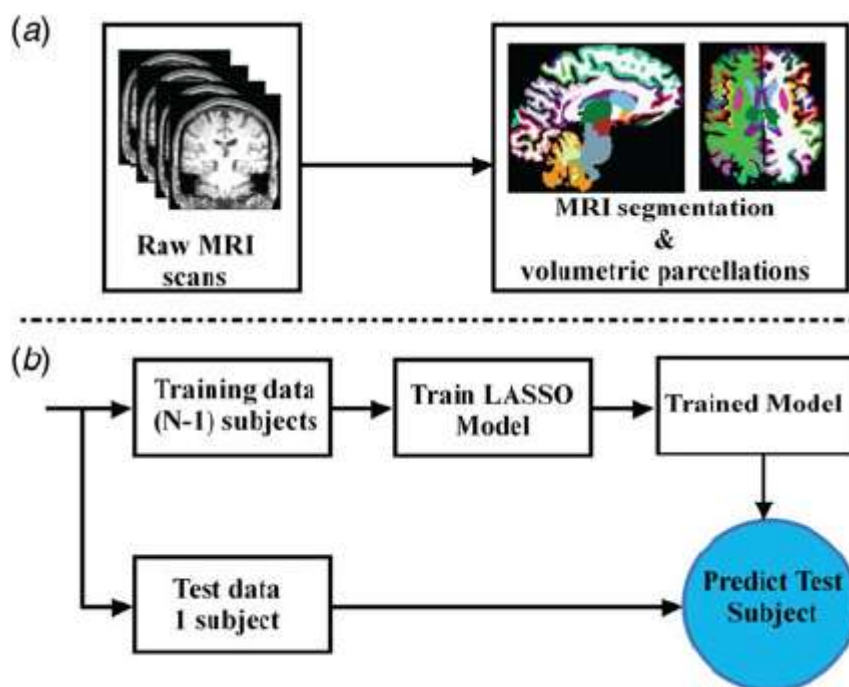 (a)
Raw MRI
scans
MRI segmentation
&
volumetric parcellations
(b)
Training data
(N-1) subjects
Train LASSO
Model
Trained Model
Test data
1 subject
Predict Test
Subject